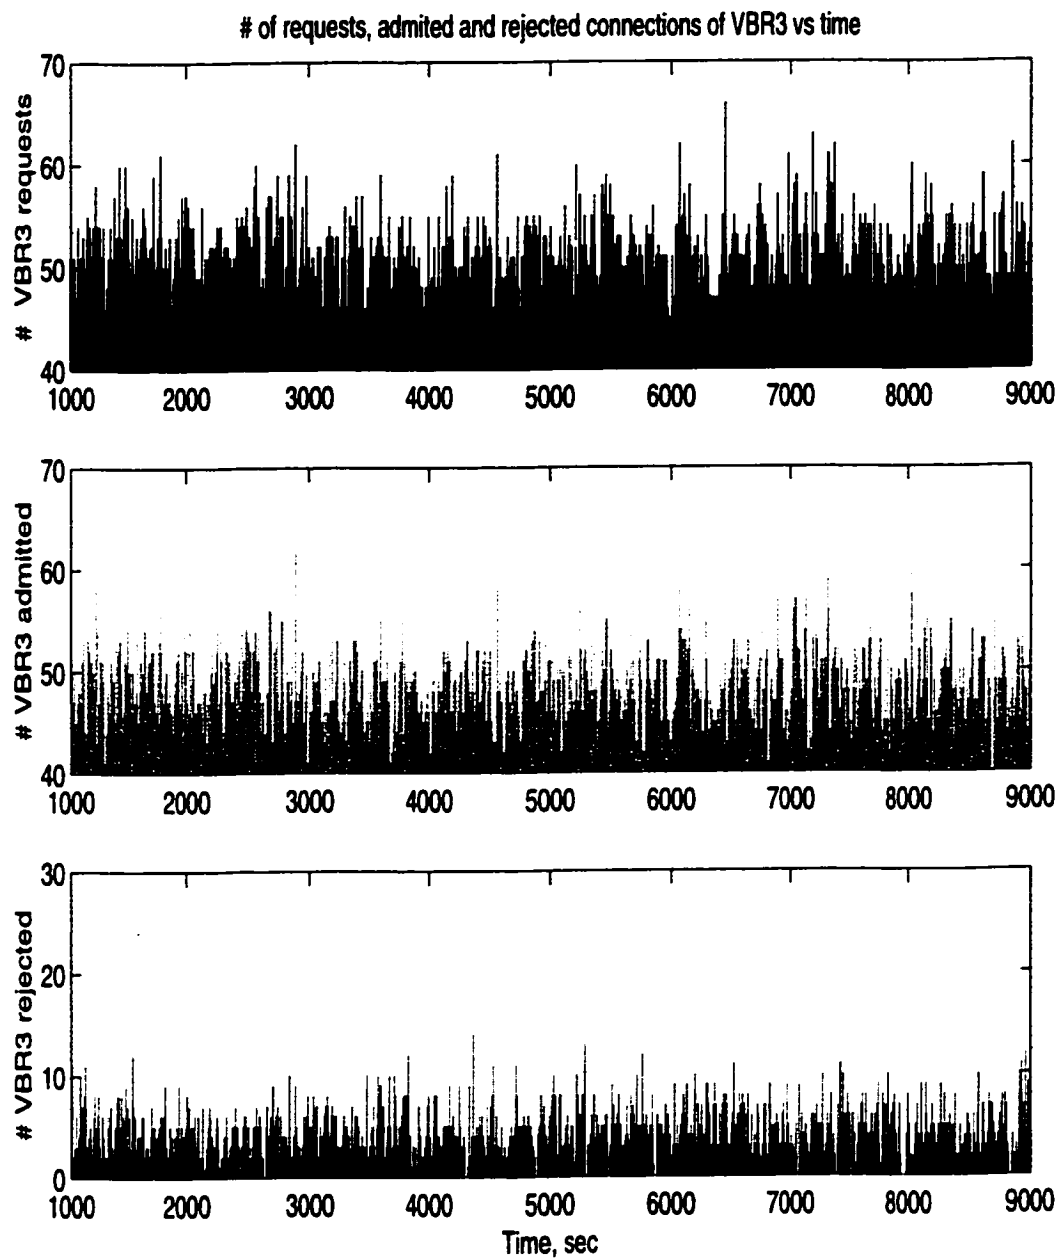 # of requests, admited and rejected connections of VBR3 vs time
# VBR3 requests
70
60
50
40
1000 2000 3000 4000 5000 6000 7000 8000 9000
# VBR3 admitted
70
60
50
40
1000 2000 3000 4000 5000 6000 7000 8000 9000
# VBR3 rejected
30
20
10
0
1000 2000 3000 4000 5000 6000 7000 8000 9000
Time, sec